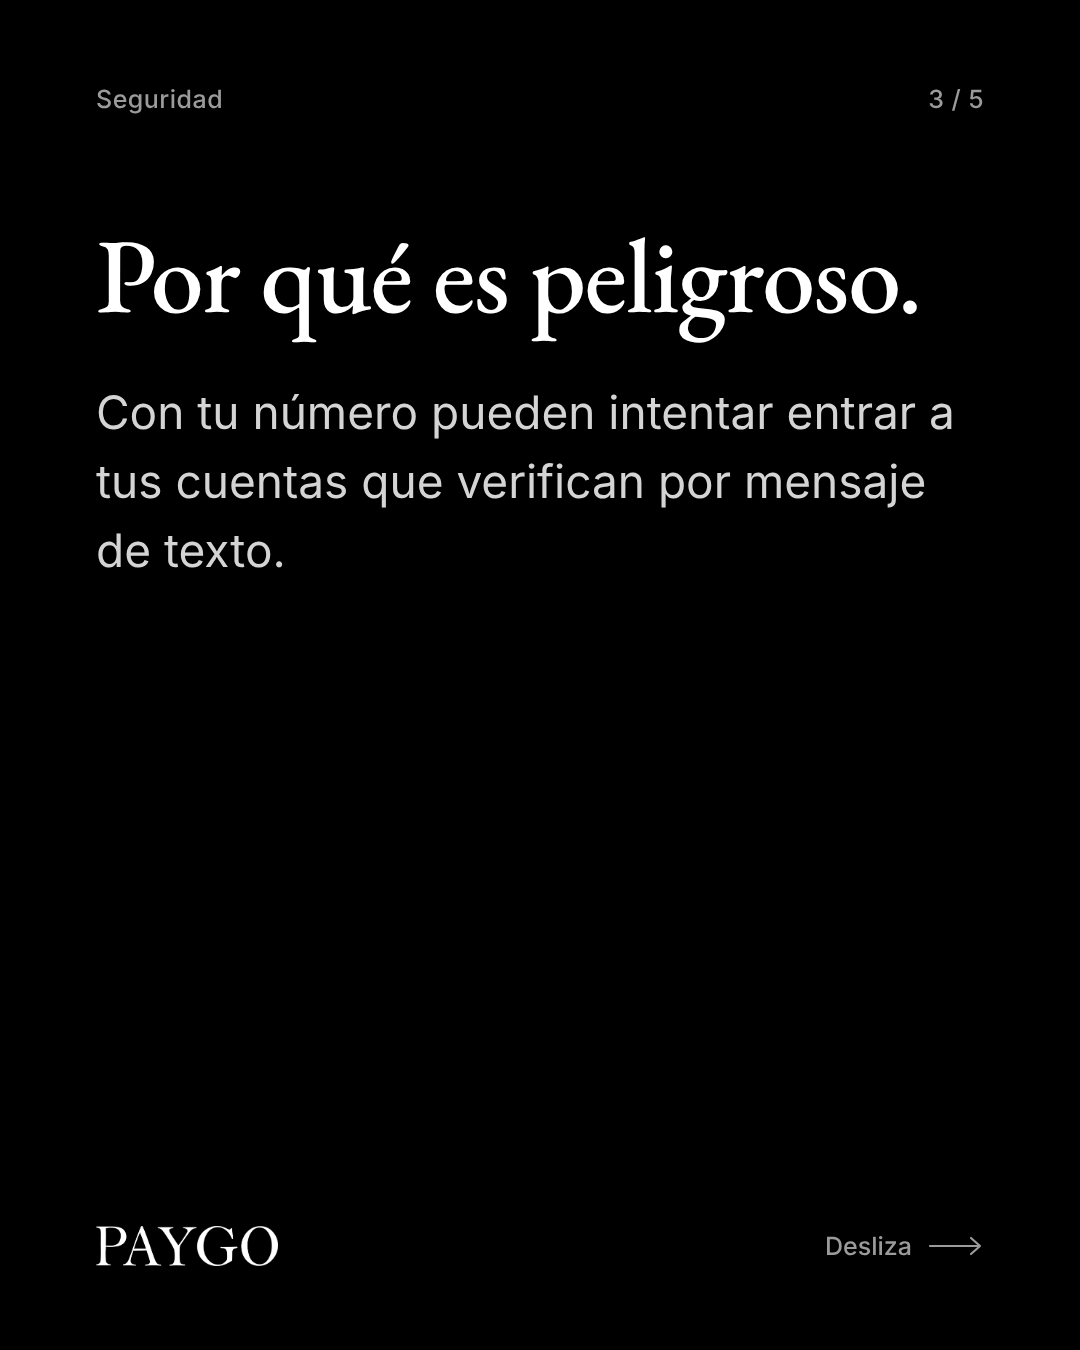 Seguridad
3 / 5
Por qué es peligroso.
Con tu número pueden intentar entrar a
tus cuentas que verifican por mensaje
de texto.
PAYGO
Desliza